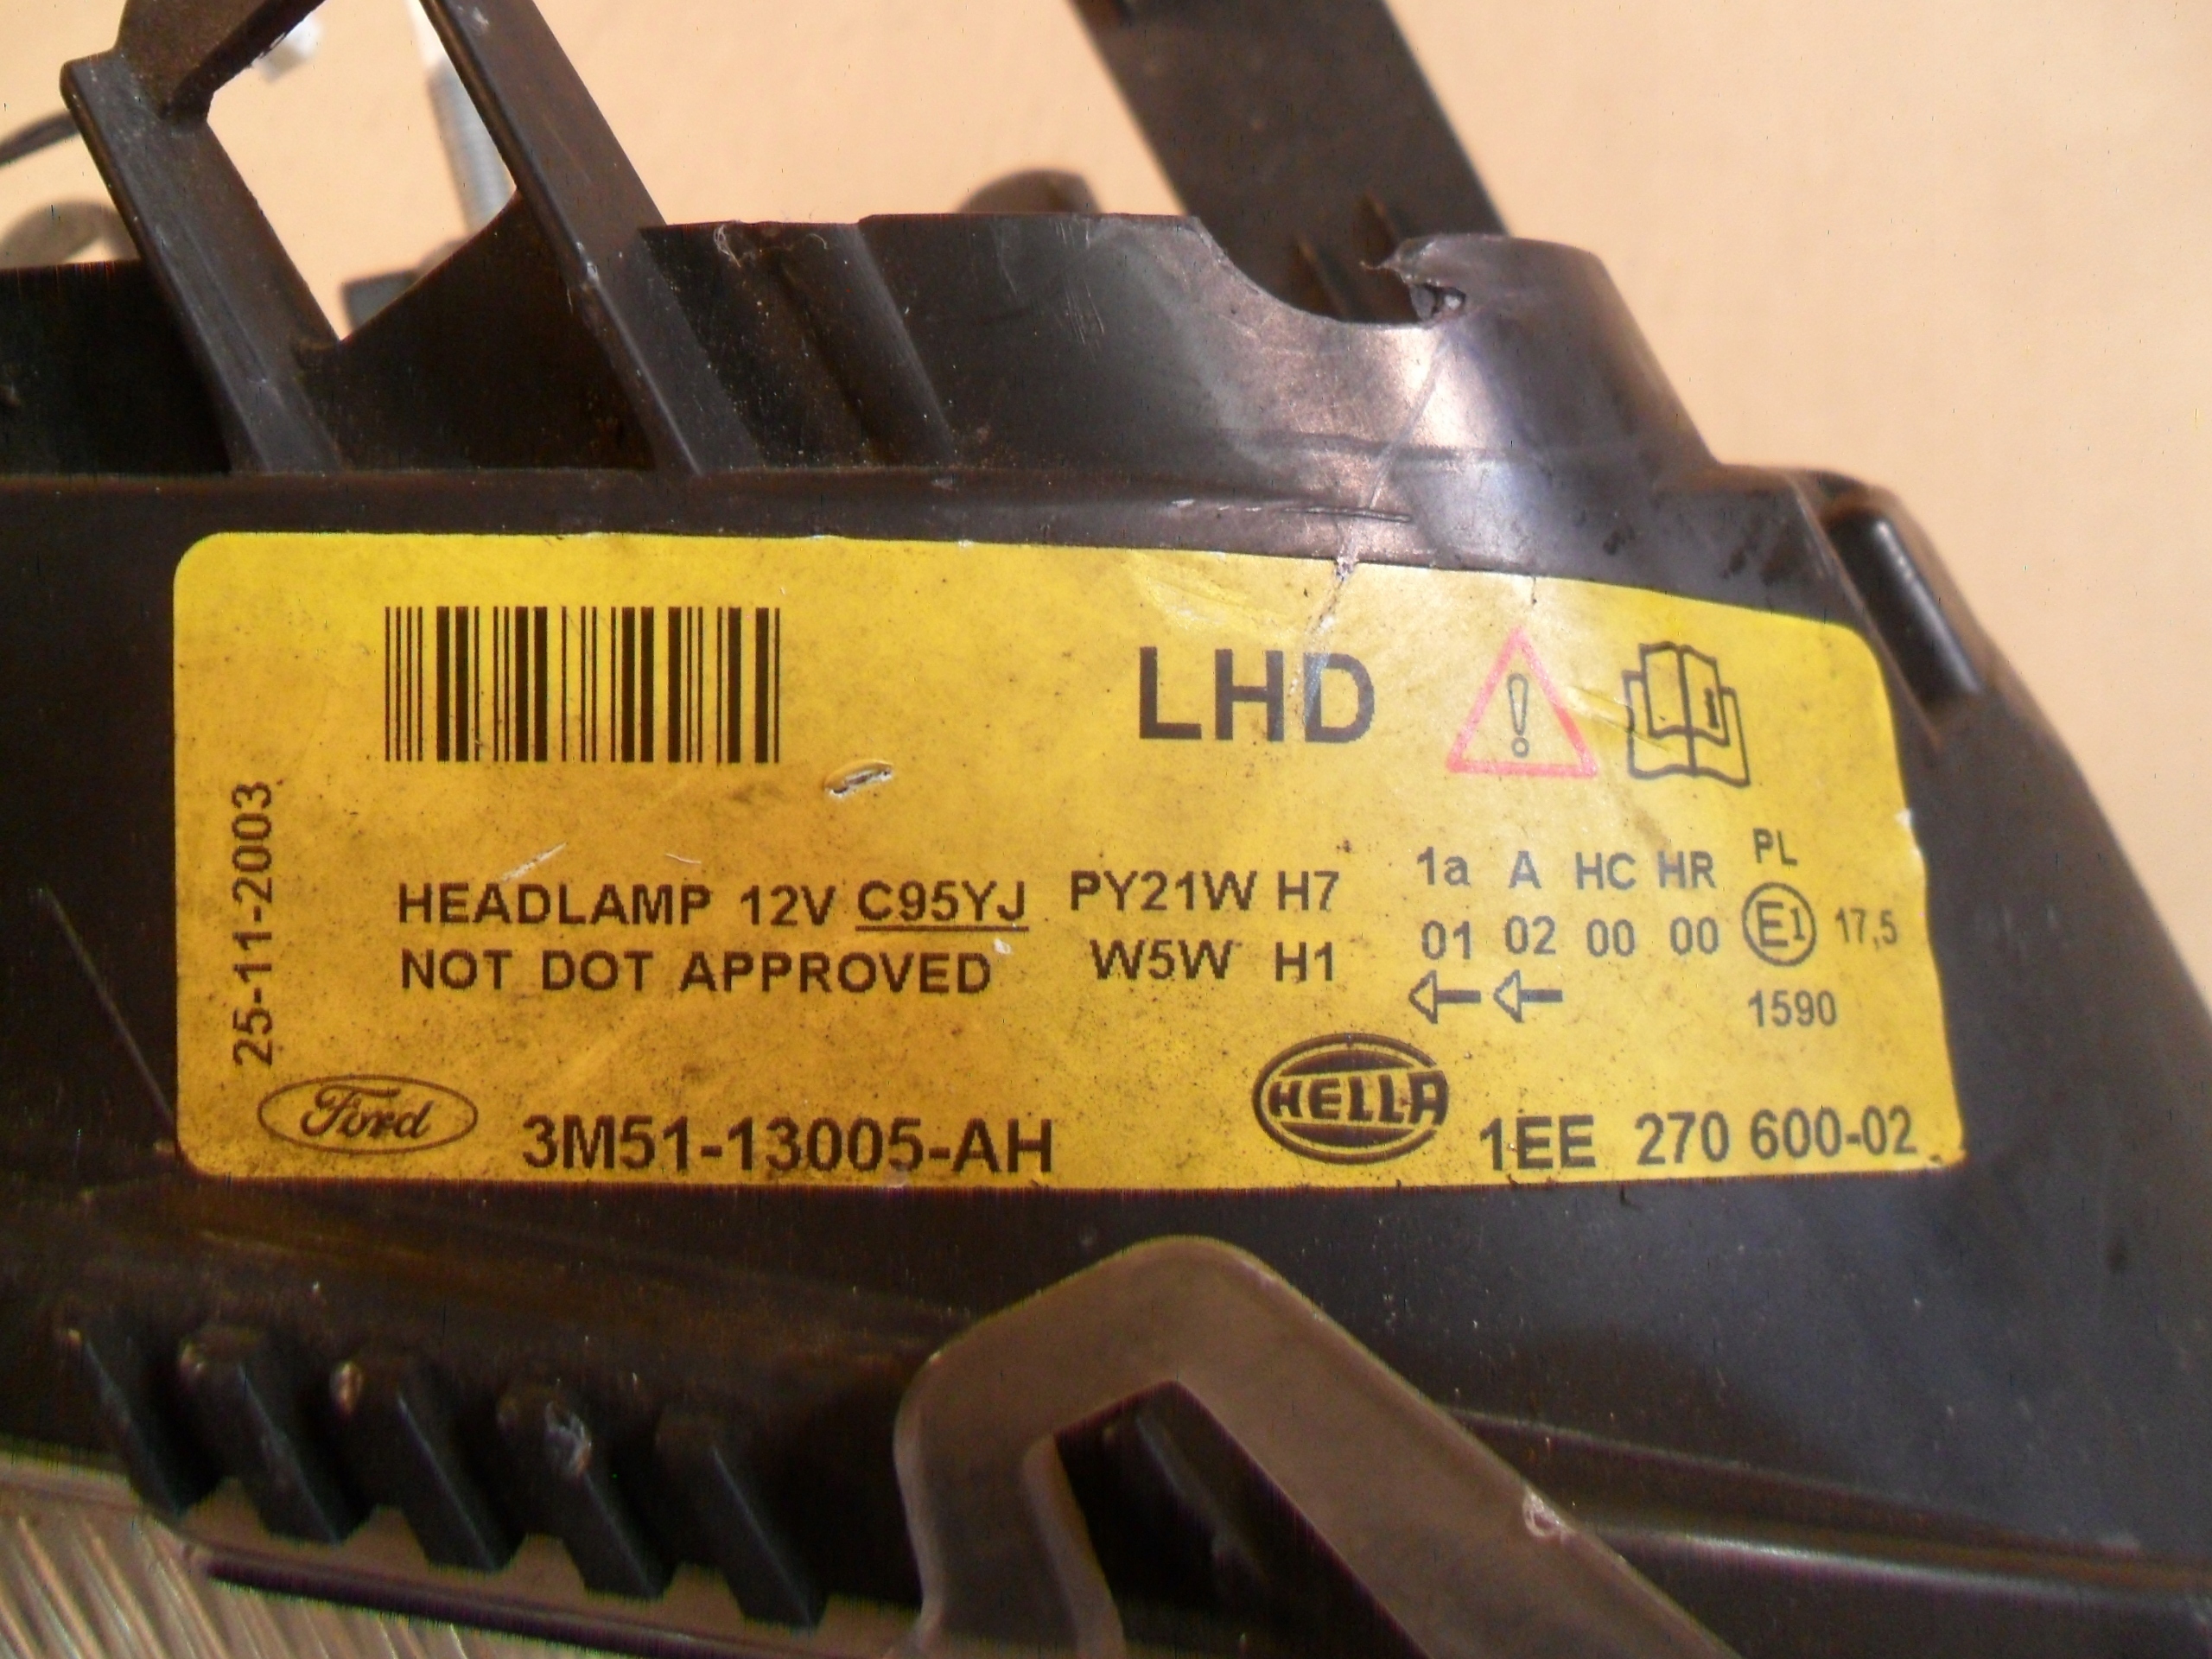 LHD
25-11-2003
HEADLAMP 12V C95YJ PY21W H7
NOT DOT APPROVED W5W H1
1a A HC HR PL
01 02 00 00 E1 17,5
1590
Ford 3M51-13005-AH HELLA 1EE 270 600-02